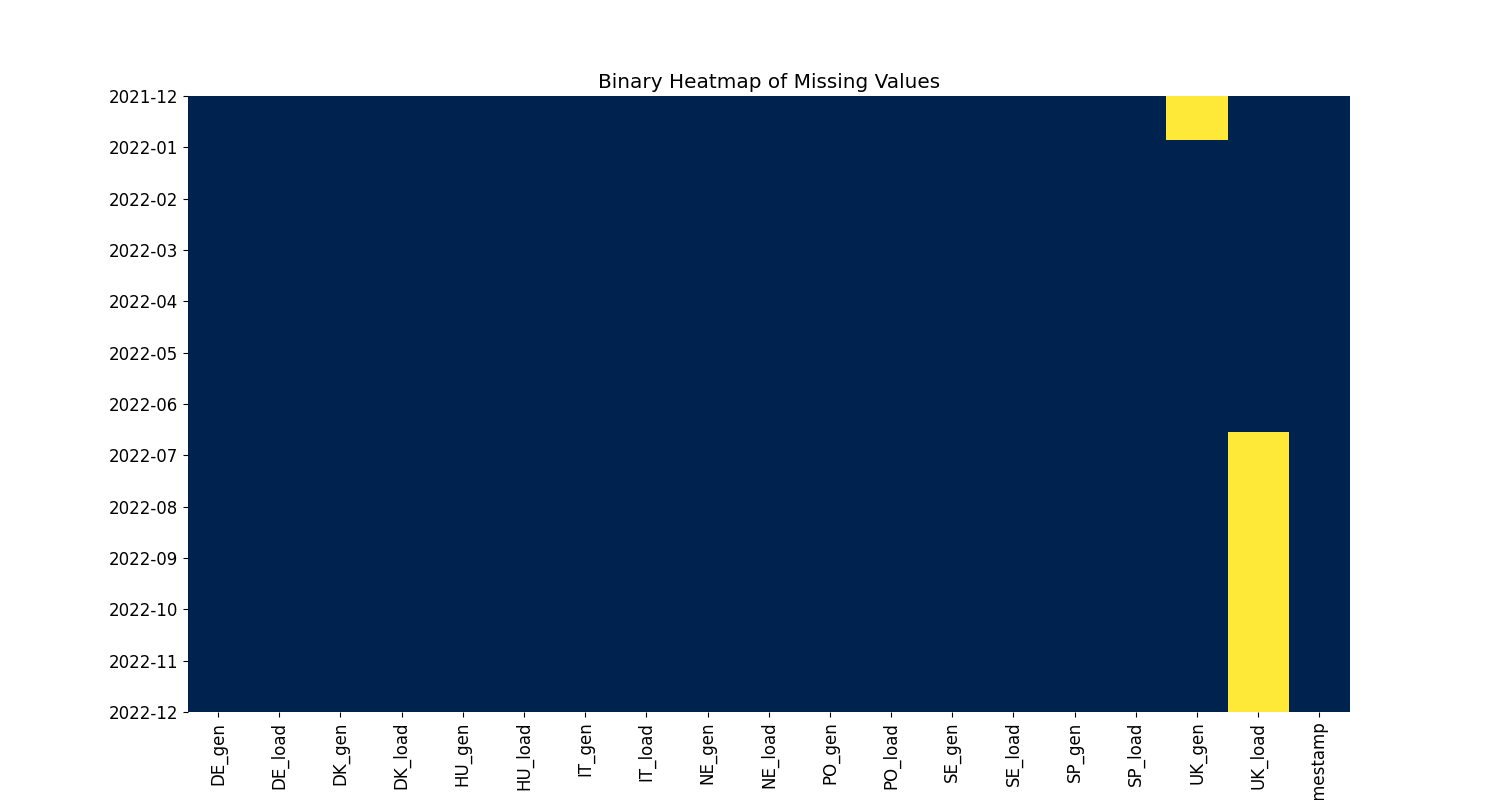 Binary Heatmap of Missing Values
2021-12
2022-01
2022-02
2022-03
2022-04
2022-05
2022-06
2022-07
2022-08
2022-09
2022-10
2022-11
2022-12
DE_gen
DE_load
DK_gen
DK_load
HU_gen
HU_load
IT_gen
IT_load
NE_gen
NE_load
PO_gen
PO_load
SE_gen
SE_load
SP_gen
SP_load
UK_gen
UK_load
mestamp